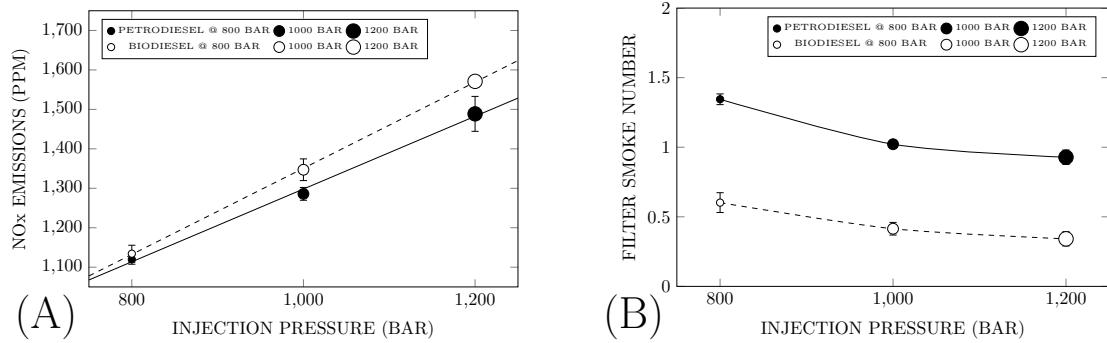 1,700
1,600
1,500
1,400
1,300
1,200
1,100
NOx EMISSIONS (PPM)
PETRODIESEL @ 800 BAR 1000 BAR 1200 BAR
BIODIESEL @ 800 BAR 1000 BAR 1200 BAR
800 1,000 1,200
INJECTION PRESSURE (BAR)
(A)
2
1.5
1
0.5
0
FILTER SMOKE NUMBER
PETRODIESEL @ 800 BAR 1000 BAR 1200 BAR
BIODIESEL @ 800 BAR 1000 BAR 1200 BAR
800 1,000 1,200
INJECTION PRESSURE (BAR)
(B)